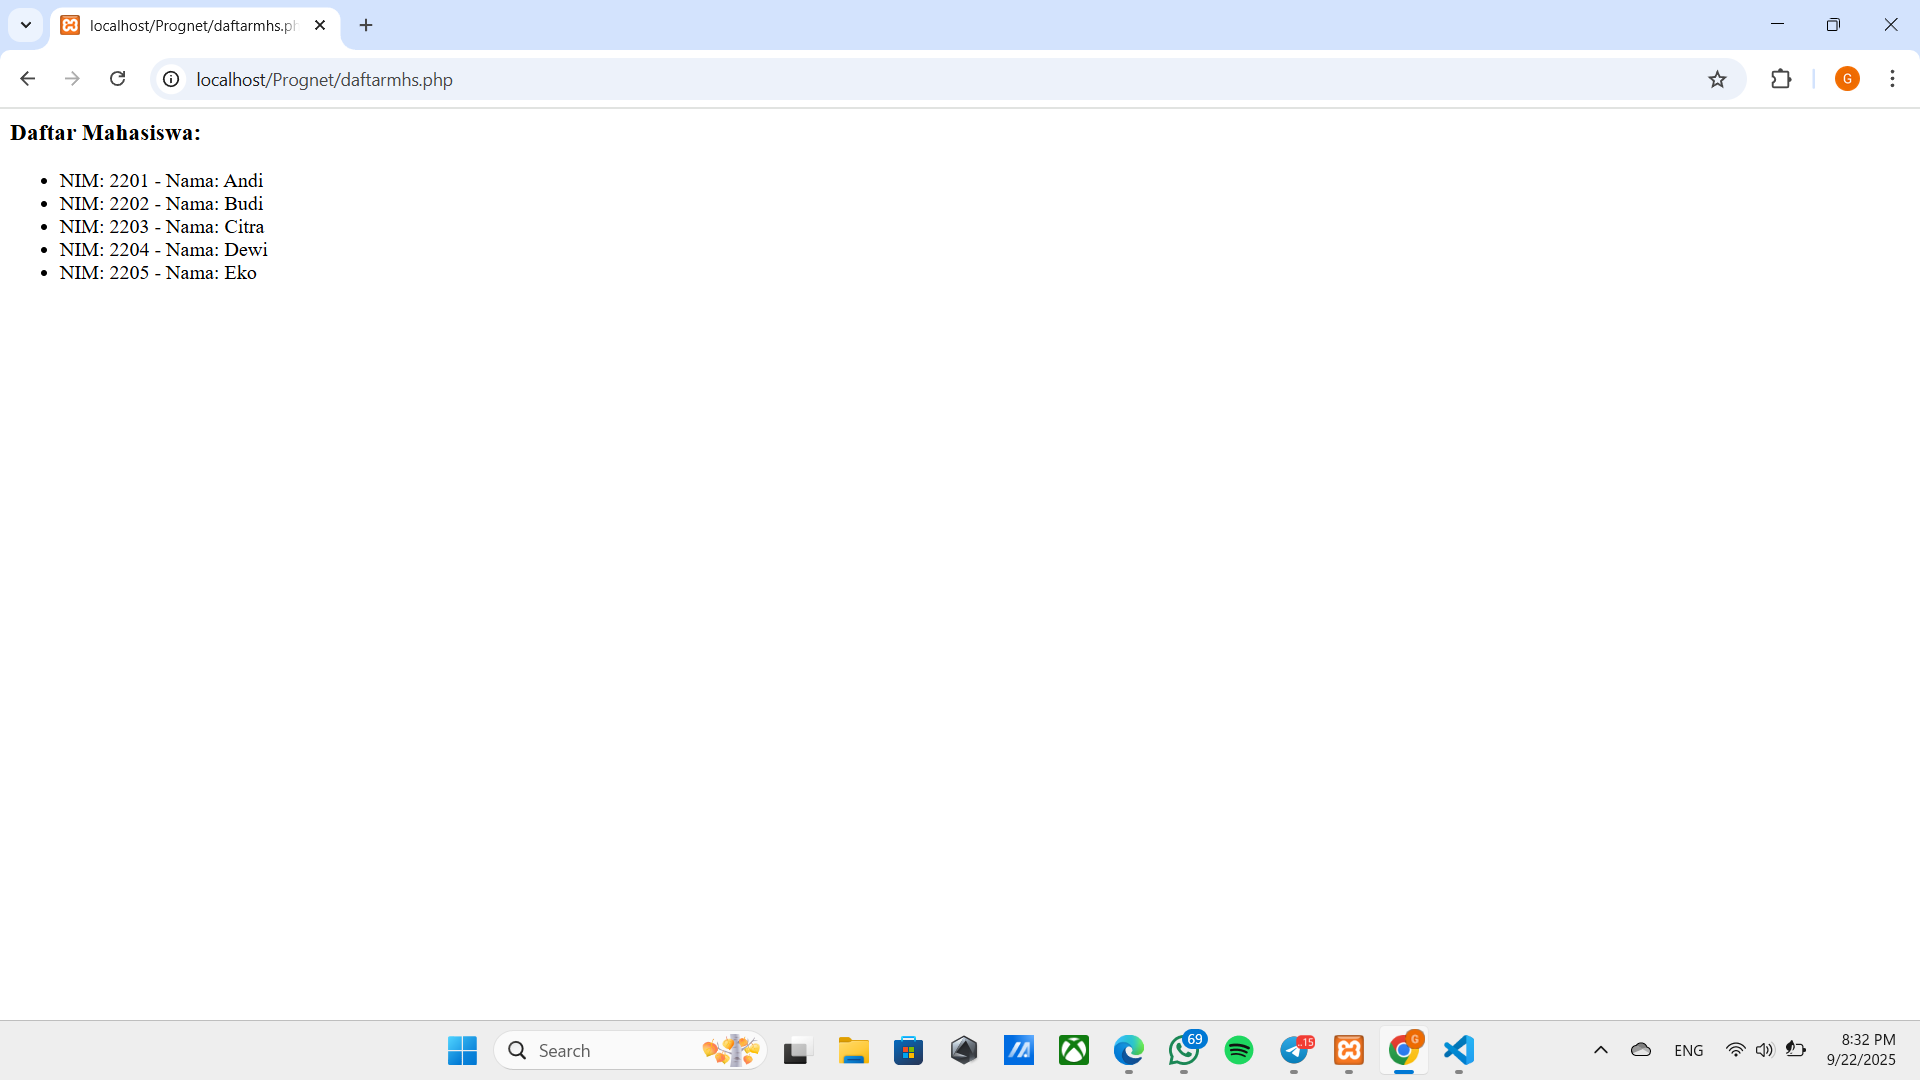 localhost/Prognet/daftarmhs.ph
localhost/Prognet/daftarmhs.php
G
Daftar Mahasiswa:
• NIM: 2201 - Nama: Andi
• NIM: 2202 - Nama: Budi
• NIM: 2203 - Nama: Citra
• NIM: 2204 - Nama: Dewi
• NIM: 2205 - Nama: Eko
Search
69
..15
G
ENG
8:32 PM
9/22/2025